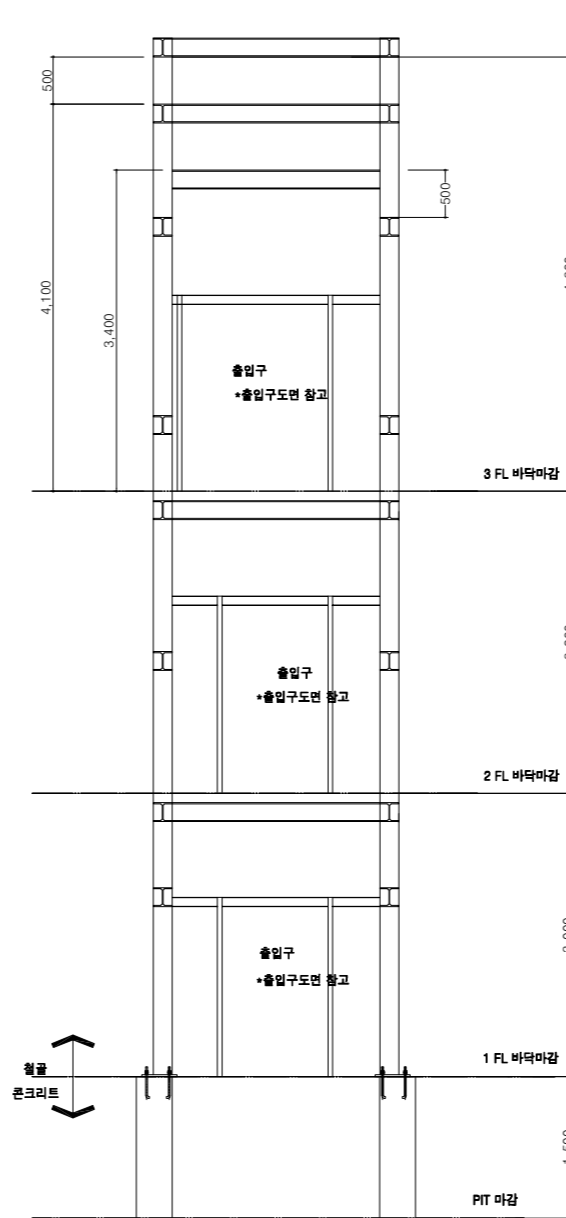 500
4,100
3,400
500
출입구
*출입구도면 참고
3 FL 바닥마감
출입구
*출입구도면 참고
2 FL 바닥마감
출입구
*출입구도면 참고
1 FL 바닥마감
철골
콘크리트
PIT 마감